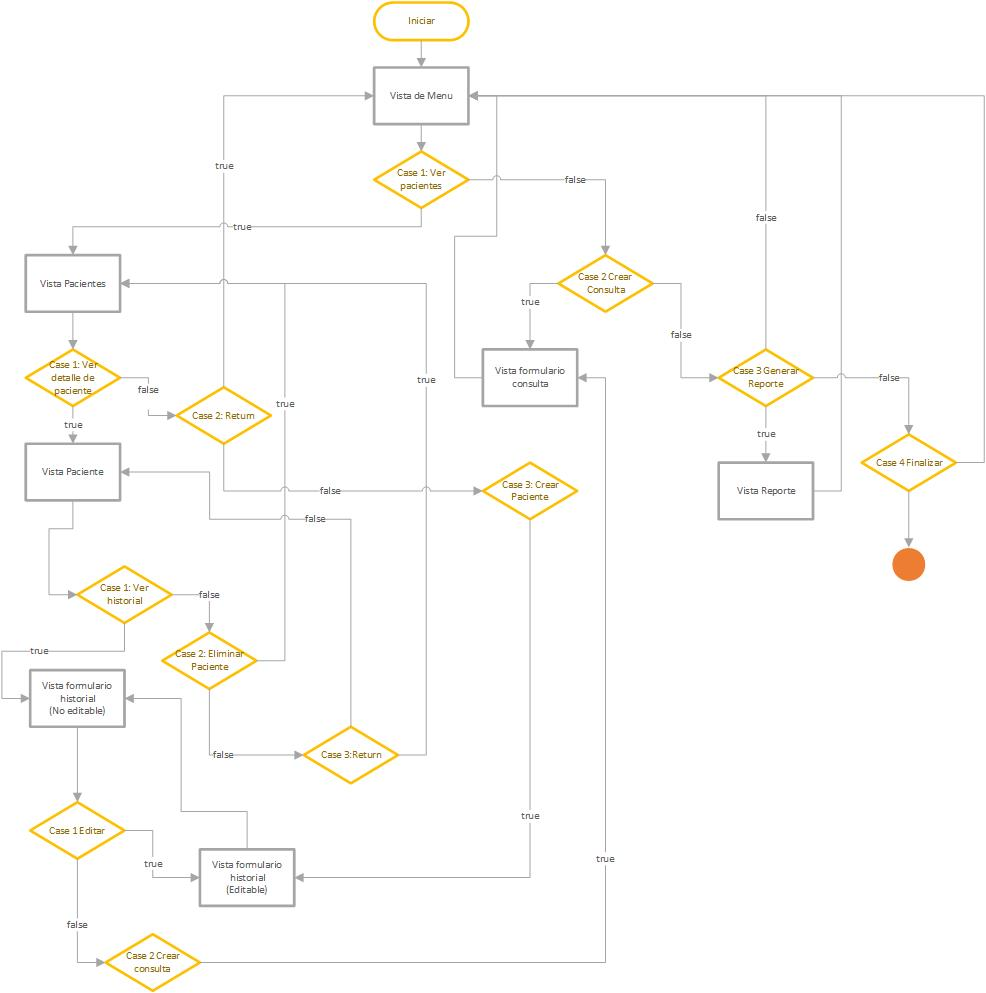 Iniciar
Vista de Menu
true
Case 1: Ver
pacientes
false
true
false
Vista Pacientes
Case 2 Crear
Consulta
true
false
Case 1: Ver
detalle de
paciente
false
true
true
Vista formulario
consulta
Case 3 Generar
Reporte
false
Case 2: Return
true
true
Vista Paciente
false
Case 3: Crear
Paciente
Vista Reporte
Case 4 Finalizar
false
Case 1: Ver
historial
false
true
Case 2: Eliminar
Paciente
Vista formulario
historial
(No editable)
false
Case 3:Return
true
Case 1 Editar
true
Vista formulario
historial
(Editable)
true
false
Case 2 Crear
consulta